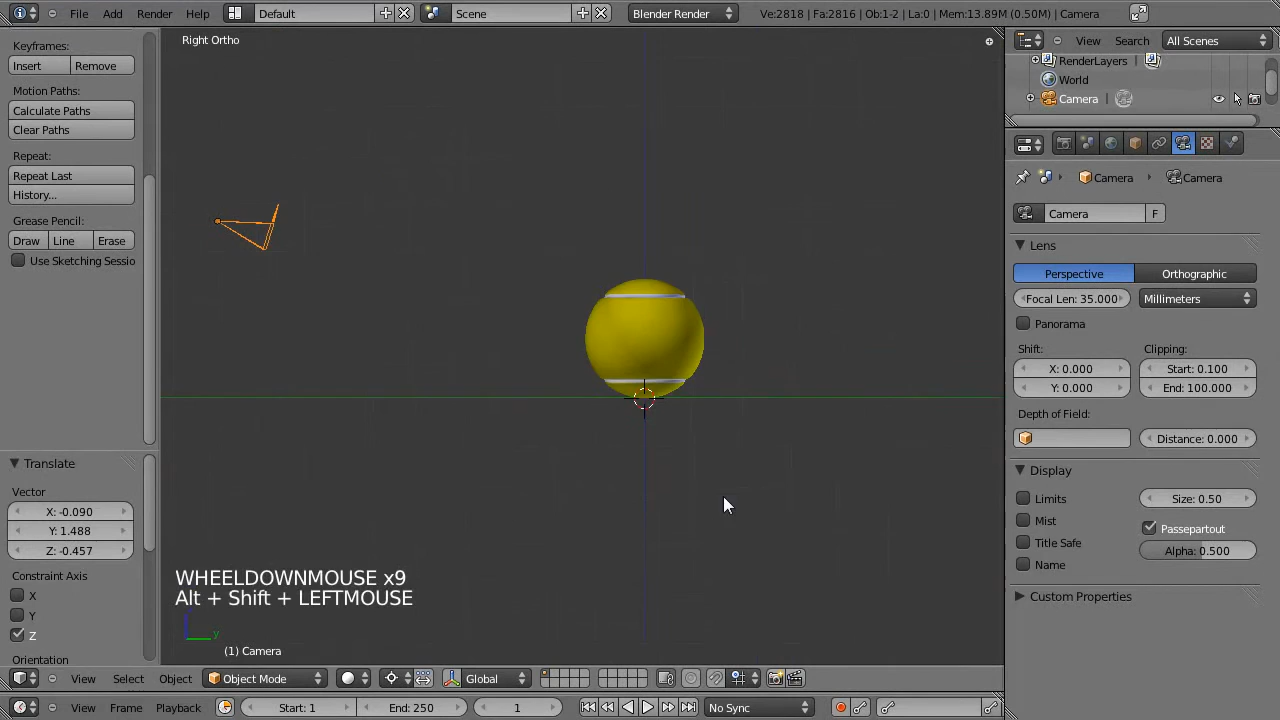 File Add Render Help Default Scene Blender Render Ve:2818 | Fa:2816 | Ob:1-2 | La:0 | Mem:13.89M (0.50M) | Camera
Right Ortho
View Search All Scenes
RenderLayers |
World
Camera |
Keyframes:
Insert Remove
Motion Paths:
Calculate Paths
Clear Paths
Repeat:
Repeat Last
History...
Grease Pencil:
Draw Line Erase
Use Sketching Sessio
Translate
Vector
X: -0.090
Y: 1.488
Z: -0.457
Constraint Axis
X
Y
Z
Orientation
WHEELDOWNMOUSE x9
Alt + Shift + LEFTMOUSE
y
(1) Camera
Camera Camera
Camera F
Lens
Perspective Orthographic
Focal Len: 35.000 Millimeters
Panorama
Shift: Clipping:
X: 0.000 Start: 0.100
Y: 0.000 End: 100.000
Depth of Field:
Distance: 0.000
Display
Limits Size: 0.50
Mist Passepartout
Title Safe Alpha: 0.500
Name
Custom Properties
View Select Object Object Mode Global
View Frame Playback Start: 1 End: 250 1 No Sync